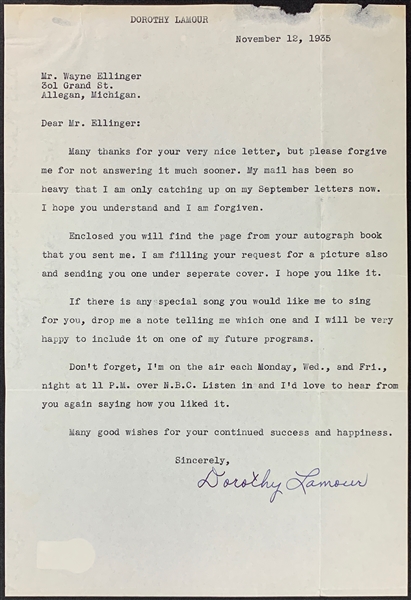 DOROTHY LAMOUR
November 12, 1935
Mr. Wayne Ellinger
3ol Grand St.
Allegan, Michigan.
Dear Mr. Ellinger:
Many thanks for your very nice letter, but please forgive
me for not answering it much sooner. My mail has been so
heavy that I am only catching up on my September letters now.
I hope you understand and I am forgiven.
Enclosed you will find the page from your autograph book
that you sent me. I am filling your request for a picture also
and sending you one under seperate cover. I hope you like it.
If there is any special song you would like me to sing
for you, drop me a note telling me which one and I will be very
happy to include it on one of my future programs.
Don't forget, I'm on the air each Monday, Wed., and Fri.,
night at 11 P.M. over N.B.C. Listen in and I'd love to hear from
you again saying how you liked it.
Many good wishes for your continued success and happiness.
Sincerely,
Dorothy Lamour